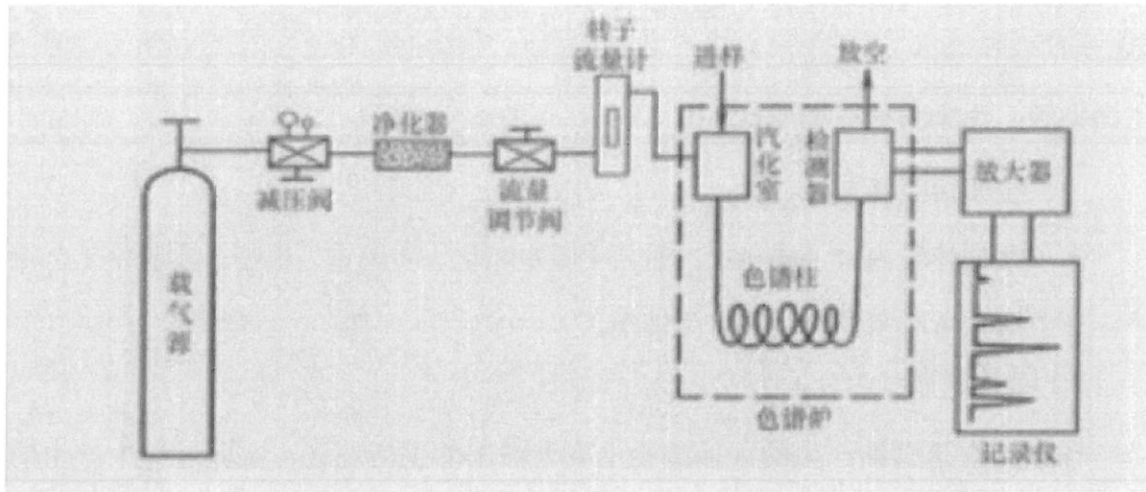 转子
流量计
进样
放空
净化器
汽化室
检测器
放大器
减压阀
流量
调节阀
载气源
色谱柱
色谱炉
记录仪